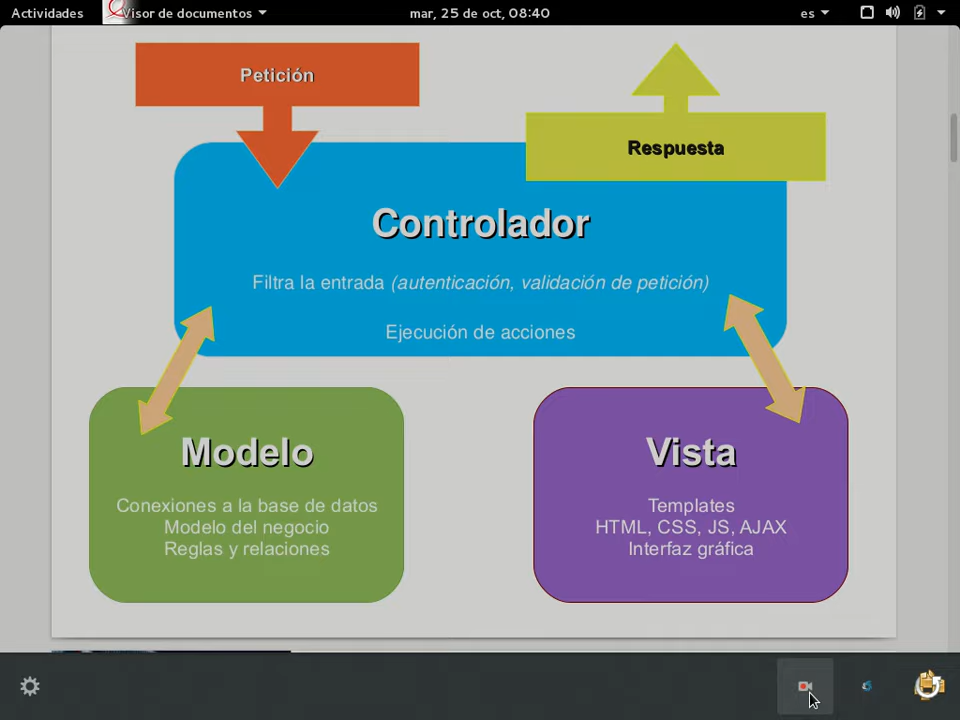 Actividades
Visor de documentos
mar, 25 de oct, 08:40
es
Petición
Respuesta
Controlador
Filtra la entrada (autenticación, validación de petición)
Ejecución de acciones
Modelo
Conexiones a la base de datos
Modelo del negocio
Reglas y relaciones
Vista
Templates
HTML, CSS, JS, AJAX
Interfaz gráfica